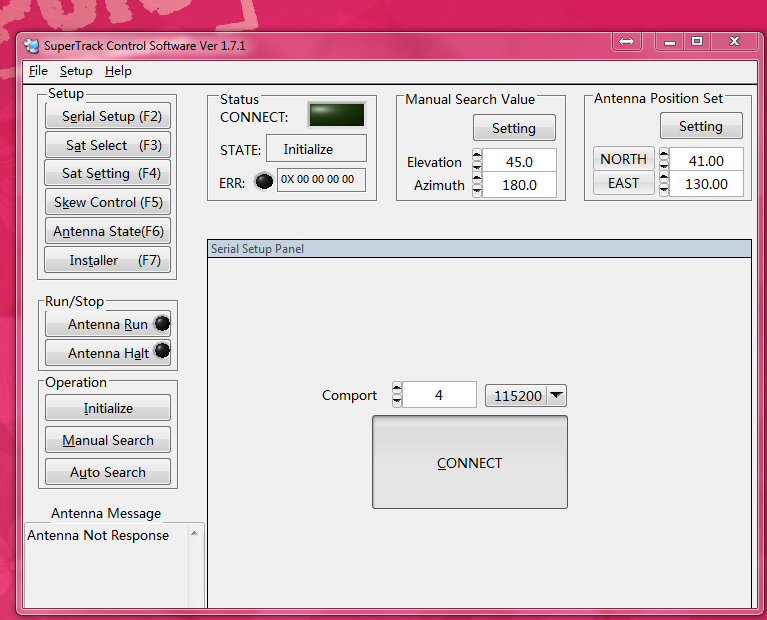 SuperTrack Control Software Ver 1.7.1
File Setup Help
Setup
Serial Setup (F2)
Sat Select (F3)
Sat Setting (F4)
Skew Control (F5)
Antenna State(F6)
Installer (F7)
Status
CONNECT:
STATE: Initialize
ERR: 0X 00 00 00 00
Manual Search Value
Setting
Elevation 45.0
Azimuth 180.0
Antenna Position Set
Setting
NORTH 41.00
EAST 130.00
Run/Stop
Antenna Run
Antenna Halt
Operation
Initialize
Manual Search
Auto Search
Antenna Message
Antenna Not Response
Serial Setup Panel
Comport 4 115200
CONNECT